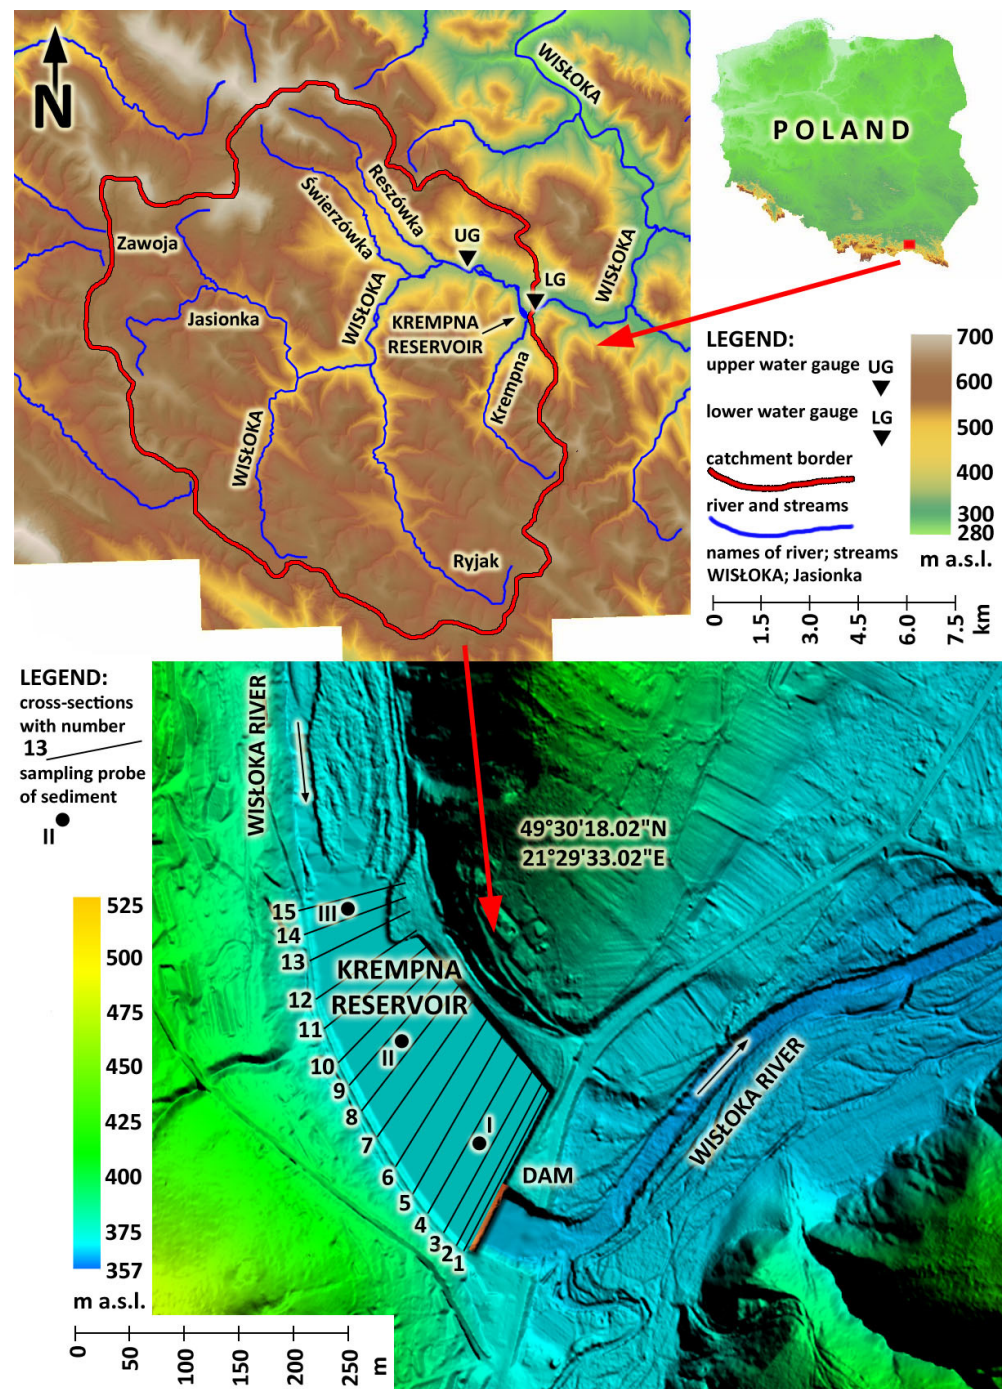 N
WISŁOKA
Reszówka
Świerzówka
UG
Zawoja
WISŁOKA
LG
WISŁOKA
Jasionka
KREMPNA
RESERVOIR
Krempna
WISŁOKA
Ryjak
POLAND
LEGEND:
upper water gauge UG
lower water gauge LG
catchment border
river and streams
names of river; streams
WISŁOKA; Jasionka
700
600
500
400
300
280
m a.s.l.
0 1.5 3.0 4.5 6.0 7.5
km
LEGEND:
cross-sections
with number
13
sampling probe
of sediment
II
525
500
475
450
425
400
375
357
m a.s.l.
0 50 100 150 200 250
m
WISŁOKA RIVER
49°30'18.02"N
21°29'33.02"E
15
III
14
13
KREMPNA
RESERVOIR
12
11
II
10
9
8
I
7
6
DAM
5
4
3
2
1
WISŁOKA RIVER